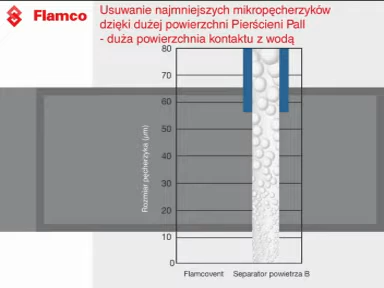 Flamco
Usuwanie najmniejszych mikropęcherzyków
dzięki dużej powierzchni Pierścieni Pall
- duża powierzchnia kontaktu z wodą
80
70
60
50
40
30
20
10
0
Rozmiar pęcherzyka (µm)
Flamcovent
Separator powietrza B